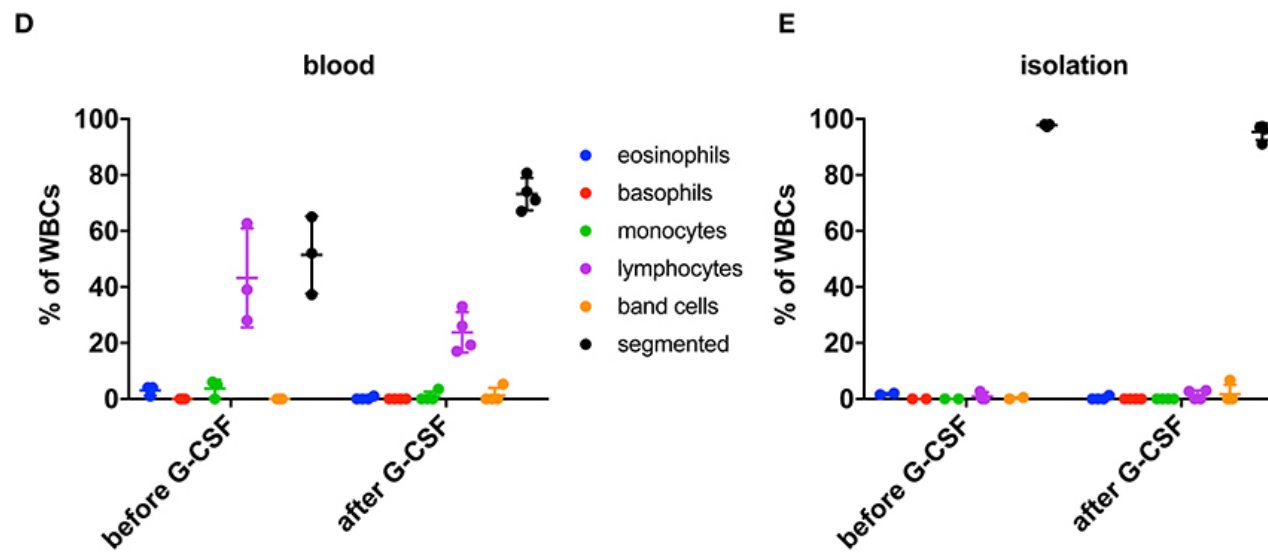 D
blood
% of WBCs
100
80
60
40
20
0
before G-CSF
after G-CSF
eosinophils
basophils
monocytes
lymphocytes
band cells
segmented
E
isolation
% of WBCs
100
80
60
40
20
0
before G-CSF
after G-CSF